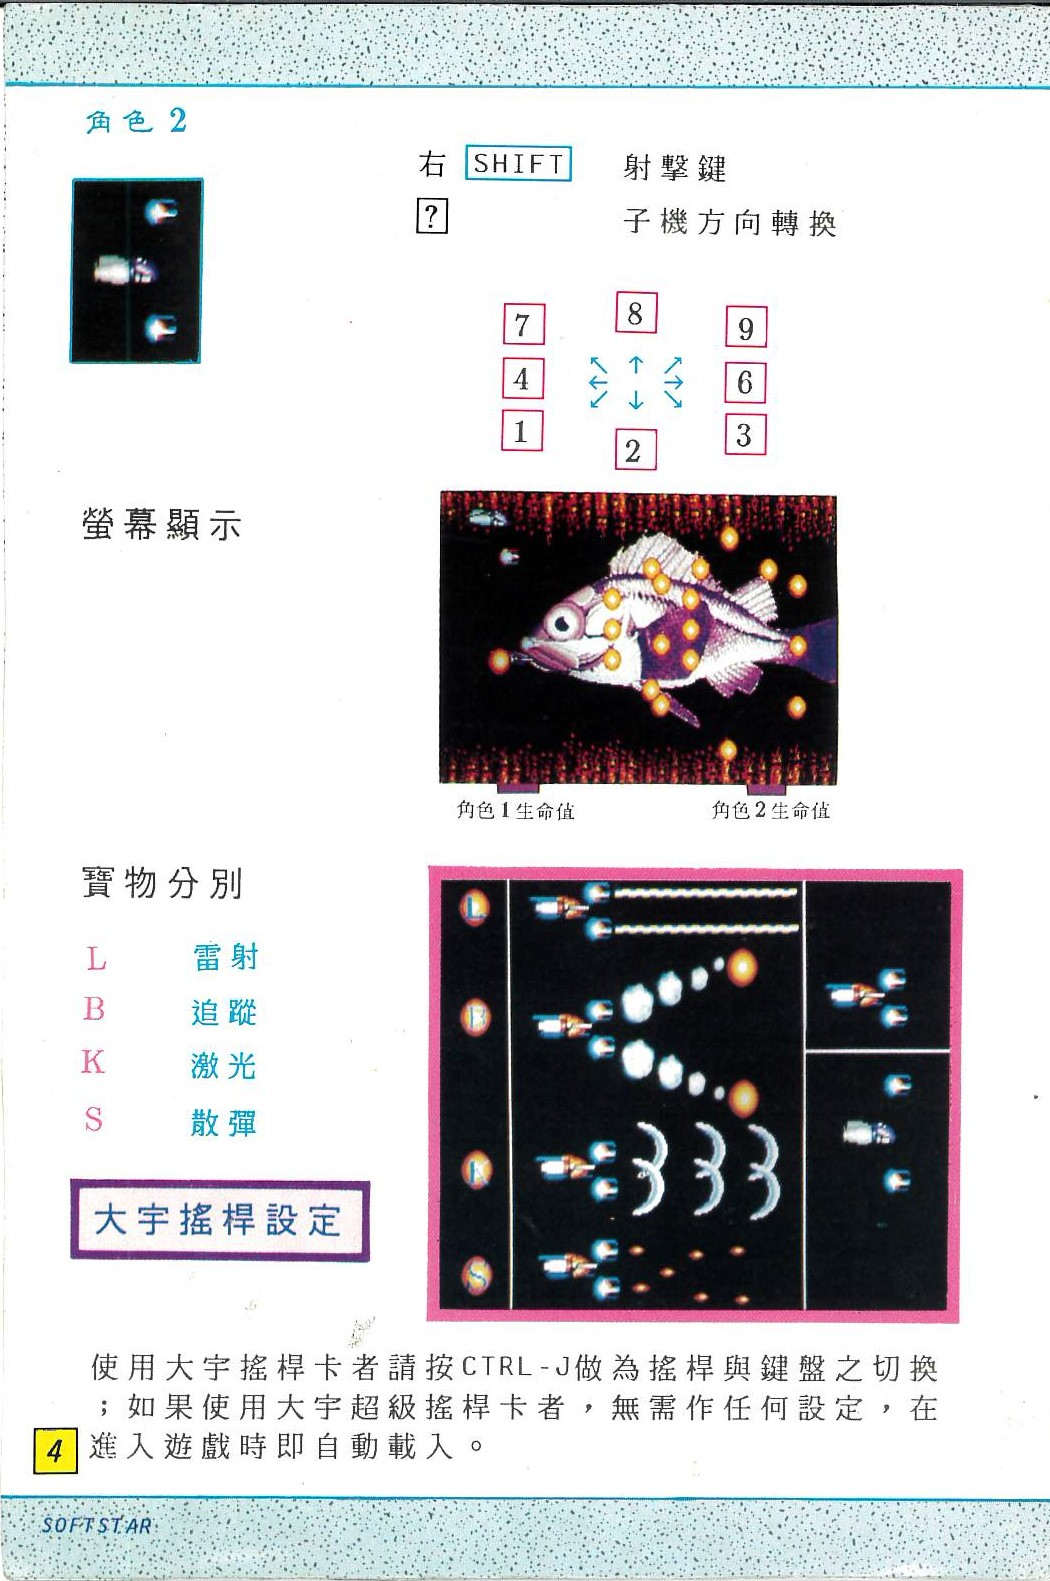 角色2
右 SHIFT 射擊鍵
? 子機方向轉換
7 8 9
4 ↖ ↑ ↗ ← → ↙ ↓ ↘ 6
1 2 3
螢幕顯示
角色1生命值 角色2生命值
寶物分別
L 雷射
B 追蹤
K 激光
S 散彈
L
B
K
S
大宇搖桿設定
使用大宇搖桿卡者請按CTRL-J做為搖桿與鍵盤之切換
；如果使用大宇超級搖桿卡者，無需作任何設定，在
進入遊戲時即自動載入。
4
SOFTSTAR